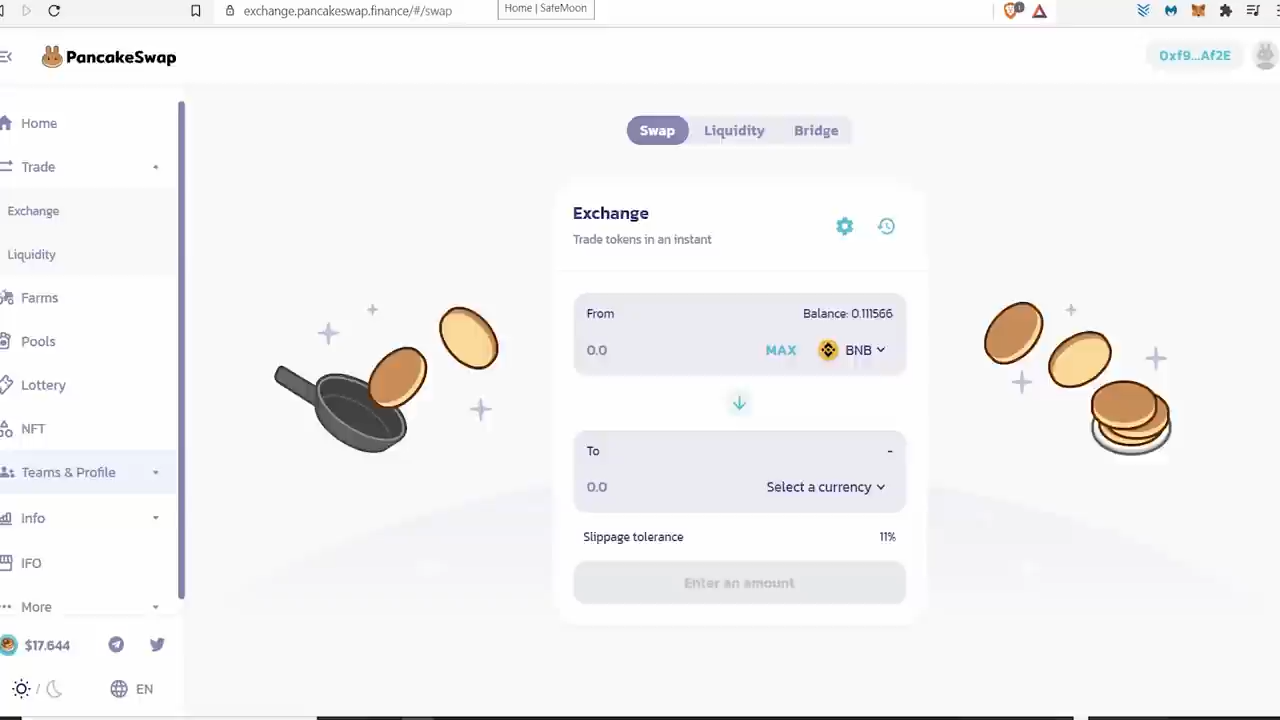 Home | SafeMoon
exchange.pancakeswap.finance/#/swap
PancakeSwap
0xf9...Af2E
Home
Trade
Exchange
Liquidity
Farms
Pools
Lottery
NFT
Teams & Profile
Info
IFO
More
$17.644
EN
Swap Liquidity Bridge
Exchange
Trade tokens in an instant
From Balance: 0.111566
0.0 MAX BNB
To -
0.0 Select a currency
Slippage tolerance 11%
Enter an amount